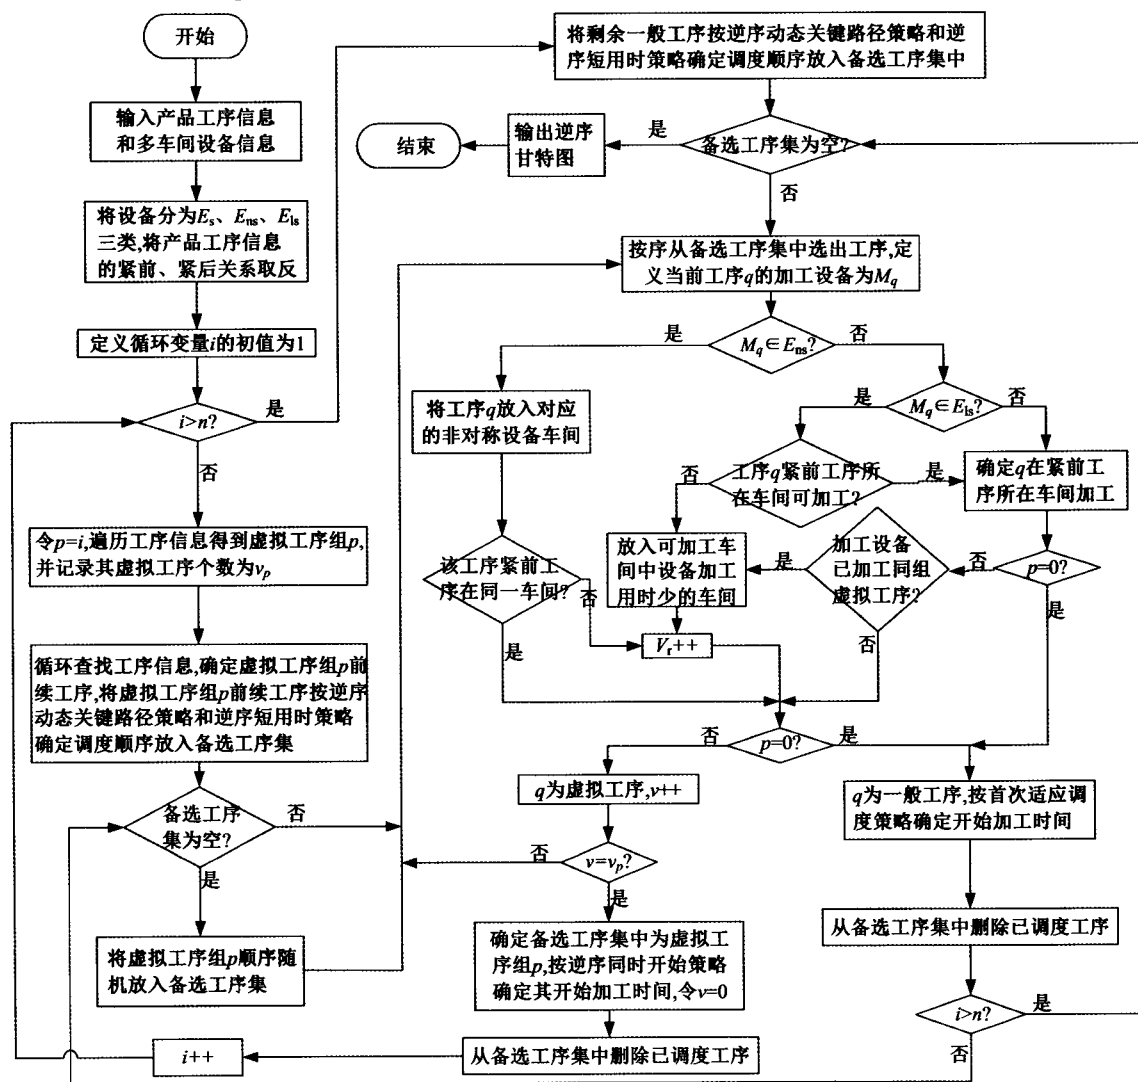 开始
输入产品工序信息
和多车间设备信息
将设备分为Es、Ens、Els
三类,将产品工序信息
的紧前、紧后关系取反
定义循环变量i的初值为1
i>n?
是
否
令p=i,遍历工序信息得到虚拟工序组p,
并记录其虚拟工序个数为vp
循环查找工序信息,确定虚拟工序组p前
续工序,将虚拟工序组p前续工序按逆序
动态关键路径策略和逆序短用时策略
确定调度顺序放入备选工序集
备选工序
集为空?
否
是
将虚拟工序组p顺序随
机放入备选工序集
i++
将剩余一般工序按逆序动态关键路径策略和逆
序短用时策略确定调度顺序放入备选工序集中
备选工序集为空?
是
输出逆序
甘特图
结束
否
按序从备选工序集中选出工序,定
义当前工序q的加工设备为Mq
Mq∈Ens?
是
否
将工序q放入对应
的非对称设备车间
Mq∈Els?
是
否
工序q紧前工序所
在车间可加工?
否
是
确定q在紧前工
序所在车间加工
放入可加工车
间中设备加工
用时少的车间
加工设备
已加工同组
虚拟工序?
是
否
p=0?
否
是
该工序紧前工
序在同一车间?
否
是
Vr++
p=0?
否
是
q为虚拟工序,v++
q为一般工序,按首次适应调
度策略确定开始加工时间
v=vp?
否
是
确定备选工序集中为虚拟工
序组p,按逆序同时开始策略
确定其开始加工时间,令v=0
从备选工序集中删除已调度工序
从备选工序集中删除已调度工序
i>n?
是
否